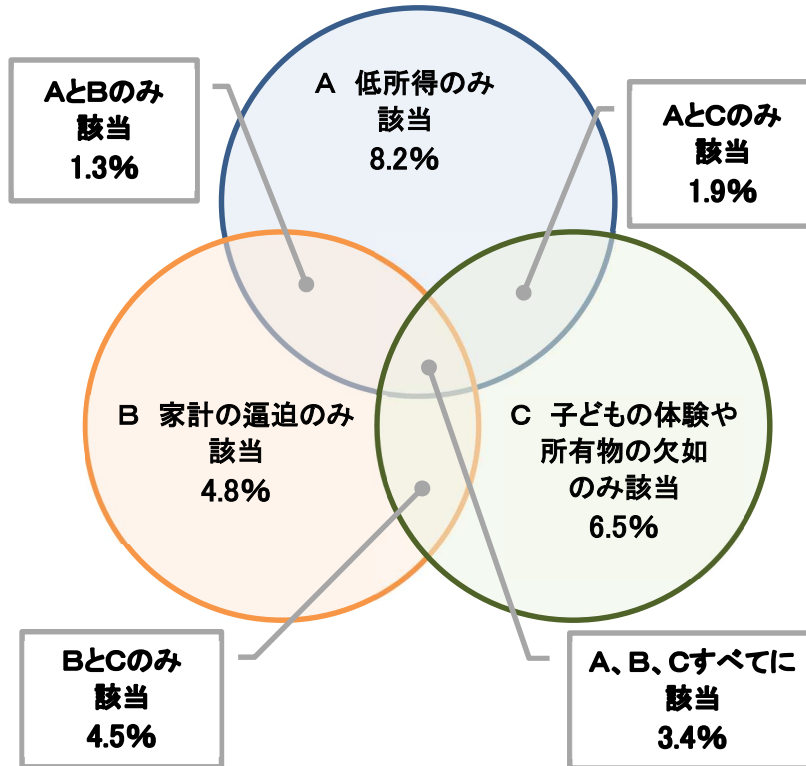 A 低所得のみ
該当
8.2%
AとBのみ
該当
1.3%
AとCのみ
該当
1.9%
B 家計の逼迫のみ
該当
4.8%
C 子どもの体験や
所有物の欠如
のみ該当
6.5%
BとCのみ
該当
4.5%
A、B、Cすべてに
該当
3.4%